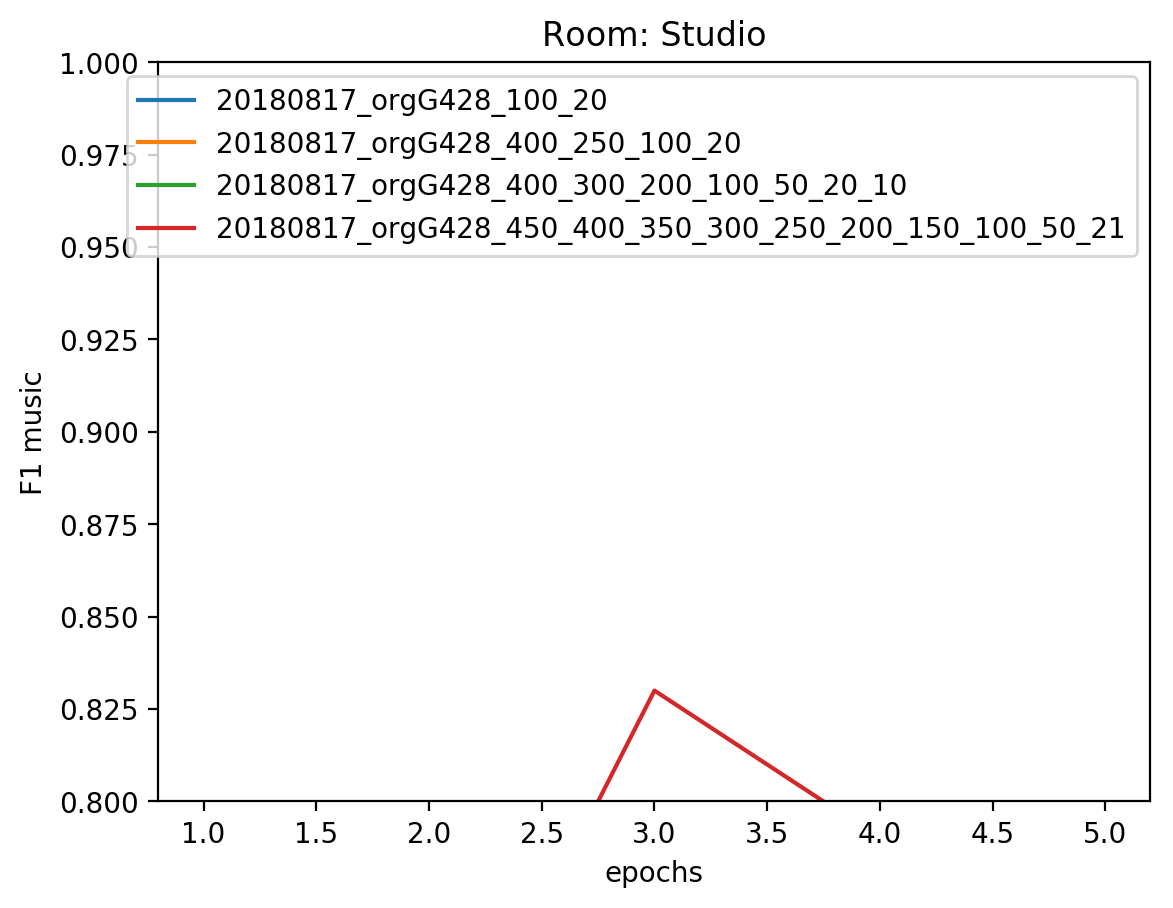 Room: Studio
1.000
0.975
0.950
0.925
0.900
0.875
0.850
0.825
0.800
F1 music
20180817_orgG428_100_20
20180817_orgG428_400_250_100_20
20180817_orgG428_400_300_200_100_50_20_10
20180817_orgG428_450_400_350_300_250_200_150_100_50_21
1.0 1.5 2.0 2.5 3.0 3.5 4.0 4.5 5.0
epochs